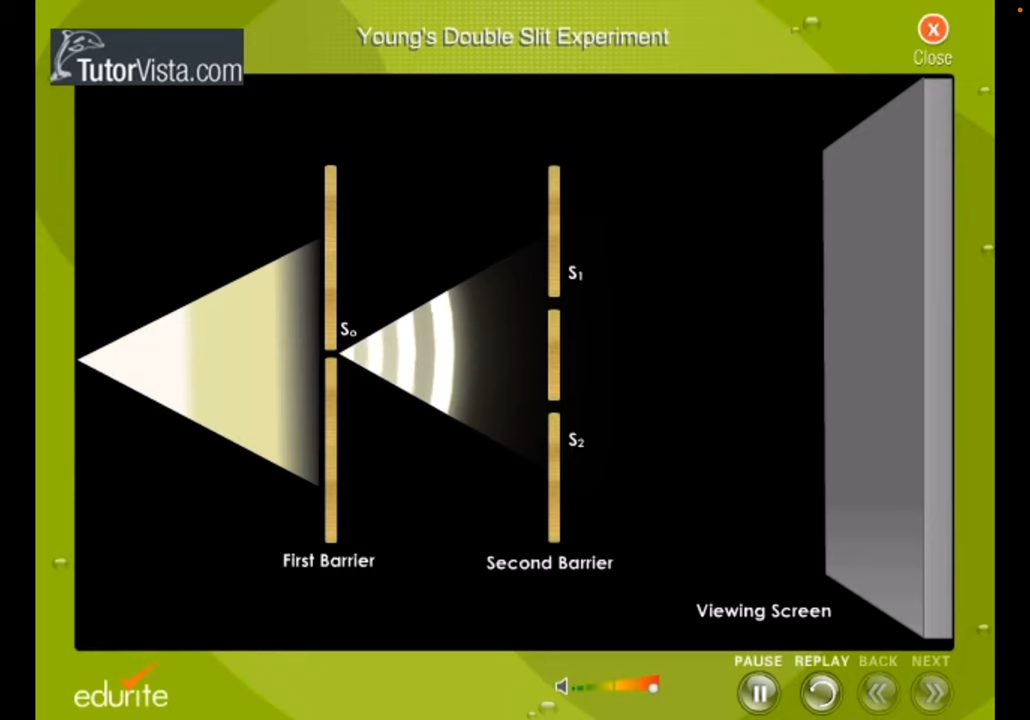 Young's Double Slit Experiment
X
Close
TutorVista.com
S₁
S₀
S₂
First Barrier
Second Barrier
Viewing Screen
PAUSE REPLAY BACK NEXT
edurite